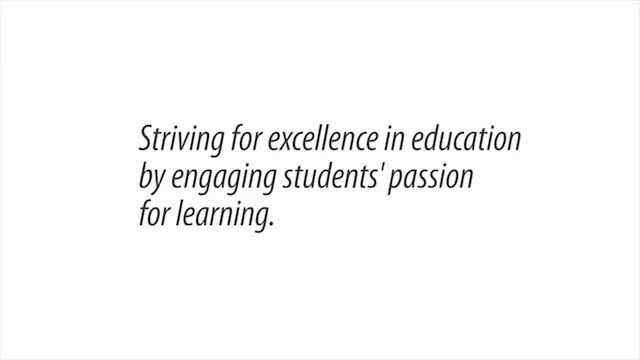 Striving for excellence in education
by engaging students' passion
for learning.